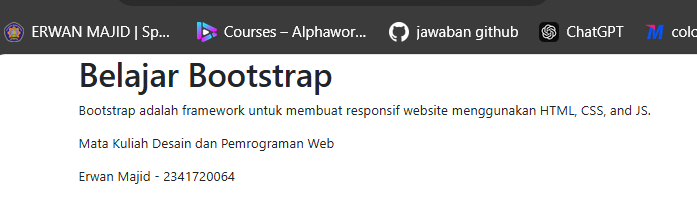 ERWAN MAJID | Sp... Courses – Alphawor... jawaban github ChatGPT colo
Belajar Bootstrap
Bootstrap adalah framework untuk membuat responsif website menggunakan HTML, CSS, and JS.
Mata Kuliah Desain dan Pemrograman Web
Erwan Majid - 2341720064